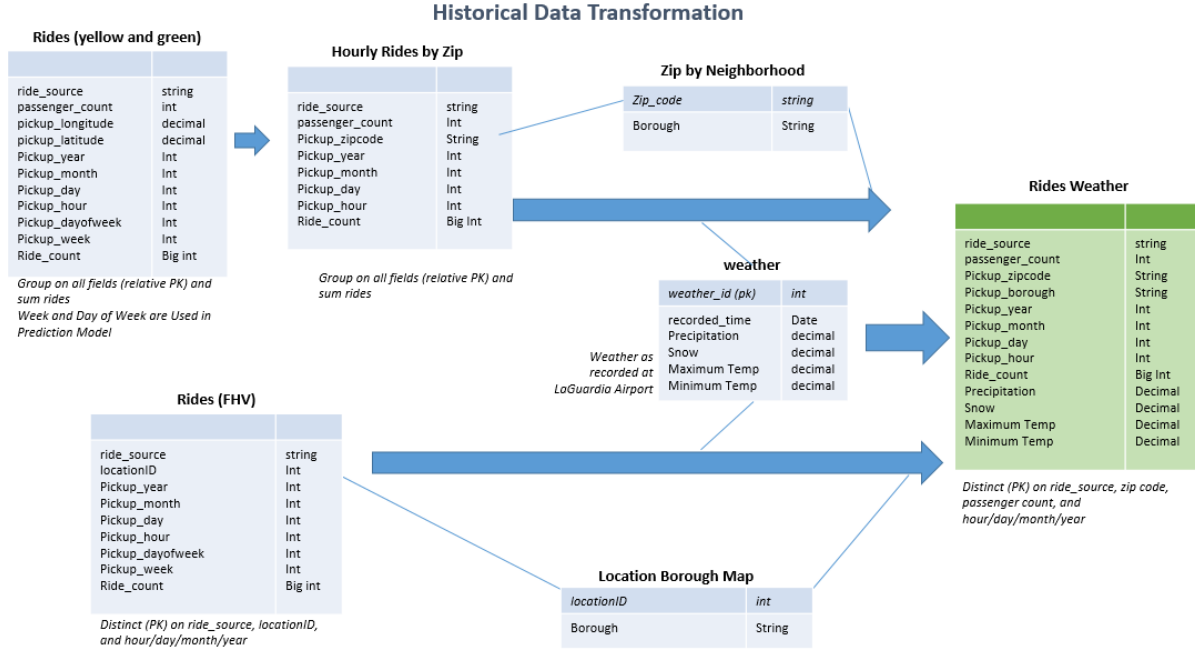 Historical Data Transformation
Rides (yellow and green)
ride_source string
passenger_count int
pickup_longitude decimal
pickup_latitude decimal
Pickup_year Int
Pickup_month Int
Pickup_day Int
Pickup_hour Int
Pickup_dayofweek Int
Pickup_week Int
Ride_count Big int
Group on all fields (relative PK) and
sum rides
Week and Day of Week are Used in
Prediction Model
Hourly Rides by Zip
ride_source string
passenger_count Int
Pickup_zipcode String
Pickup_year Int
Pickup_month Int
Pickup_day Int
Pickup_hour Int
Ride_count Big Int
Group on all fields (relative PK) and
sum rides
Zip by Neighborhood
Zip_code string
Borough String
weather
weather_id (pk) int
recorded_time Date
Precipitation decimal
Snow decimal
Maximum Temp decimal
Minimum Temp decimal
Weather as
recorded at
LaGuardia Airport
Rides Weather
ride_source string
passenger_count Int
Pickup_zipcode String
Pickup_borough String
Pickup_year Int
Pickup_month Int
Pickup_day Int
Pickup_hour Int
Ride_count Big Int
Precipitation Decimal
Snow Decimal
Maximum Temp Decimal
Minimum Temp Decimal
Distinct (PK) on ride_source, zip code,
passenger count, and
hour/day/month/year
Rides (FHV)
ride_source string
locationID Int
Pickup_year Int
Pickup_month Int
Pickup_day Int
Pickup_hour Int
Pickup_dayofweek Int
Pickup_week Int
Ride_count Big int
Distinct (PK) on ride_source, locationID,
and hour/day/month/year
Location Borough Map
locationID int
Borough String